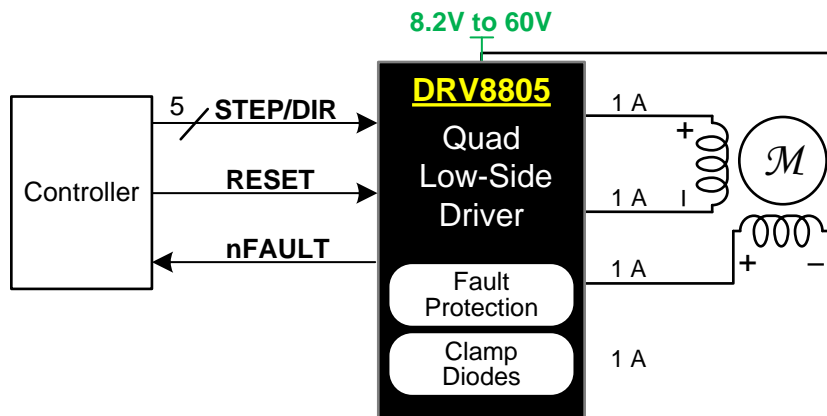 8.2V to 60V
DRV8805
5
STEP/DIR
1 A
Quad
Low-Side
Driver
+
M
Controller
RESET
1 A
–
nFAULT
1 A
+
–
Fault
Protection
Clamp
Diodes
1 A